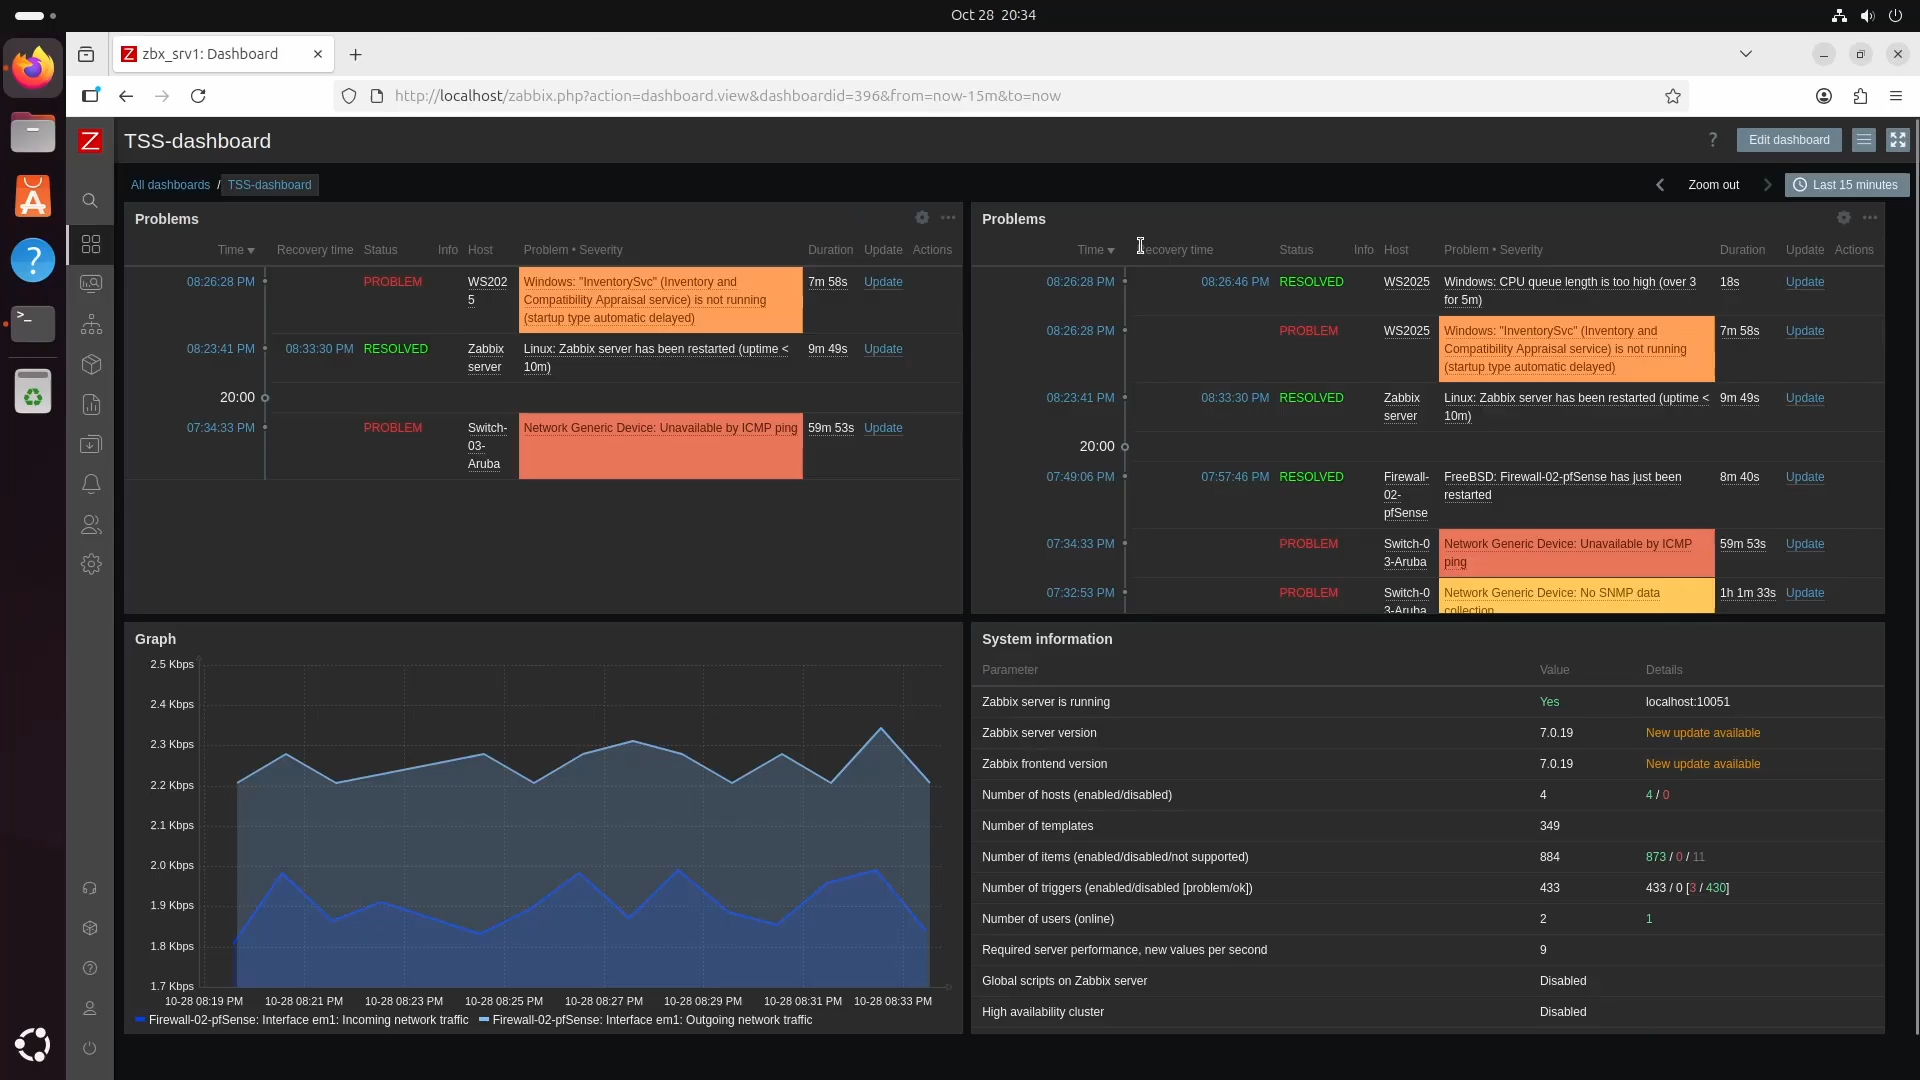 Oct 28 20:34
zbx_srv1: Dashboard
http://localhost/zabbix.php?action=dashboard.view&dashboardid=396&from=now-15m&to=now
Z
TSS-dashboard
?
Edit dashboard
All dashboards / TSS-dashboard
Zoom out
Last 15 minutes
Problems
Time Recovery time Status Info Host Problem • Severity Duration Update Actions
08:26:28 PM PROBLEM WS202
5
Windows: "InventorySvc" (Inventory and
Compatibility Appraisal service) is not running
(startup type automatic delayed)
7m 58s Update
08:23:41 PM 08:33:30 PM RESOLVED Zabbix
server
Linux: Zabbix server has been restarted (uptime <
10m)
9m 49s Update
20:00
07:34:33 PM PROBLEM Switch-
03-
Aruba
Network Generic Device: Unavailable by ICMP ping 59m 53s Update
Problems
Time ecovery time Status Info Host Problem • Severity Duration Update Actions
08:26:28 PM 08:26:46 PM RESOLVED WS2025 Windows: CPU queue length is too high (over 3
for 5m)
18s Update
08:26:28 PM PROBLEM WS2025 Windows: "InventorySvc" (Inventory and
Compatibility Appraisal service) is not running
(startup type automatic delayed)
7m 58s Update
08:23:41 PM 08:33:30 PM RESOLVED Zabbix
server
Linux: Zabbix server has been restarted (uptime <
10m)
9m 49s Update
20:00
07:49:06 PM 07:57:46 PM RESOLVED Firewall-
02-
pfSense
FreeBSD: Firewall-02-pfSense has just been
restarted
8m 40s Update
07:34:33 PM PROBLEM Switch-0
3-Aruba
Network Generic Device: Unavailable by ICMP
ping
59m 53s Update
07:32:53 PM PROBLEM Switch-0
3-Aruba
Network Generic Device: No SNMP data
collection
1h 1m 33s Update
Graph
2.5 Kbps
2.4 Kbps
2.3 Kbps
2.2 Kbps
2.1 Kbps
2.0 Kbps
1.9 Kbps
1.8 Kbps
1.7 Kbps
10-28 08:19 PM 10-28 08:21 PM 10-28 08:23 PM 10-28 08:25 PM 10-28 08:27 PM 10-28 08:29 PM 10-28 08:31 PM 10-28 08:33 PM
Firewall-02-pfSense: Interface em1: Incoming network traffic Firewall-02-pfSense: Interface em1: Outgoing network traffic
System information
Parameter Value Details
Zabbix server is running Yes localhost:10051
Zabbix server version 7.0.19 New update available
Zabbix frontend version 7.0.19 New update available
Number of hosts (enabled/disabled) 4 4 / 0
Number of templates 349
Number of items (enabled/disabled/not supported) 884 873 / 0 / 11
Number of triggers (enabled/disabled [problem/ok]) 433 433 / 0 [3 / 430]
Number of users (online) 2 1
Required server performance, new values per second 9
Global scripts on Zabbix server Disabled
High availability cluster Disabled